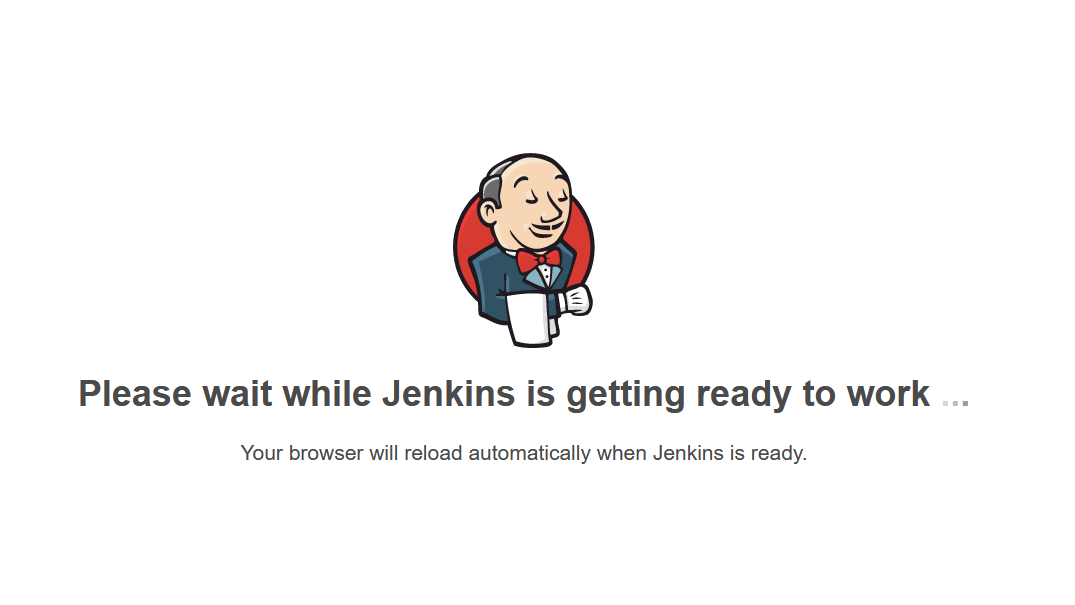 Please wait while Jenkins is getting ready to work ...
Your browser will reload automatically when Jenkins is ready.